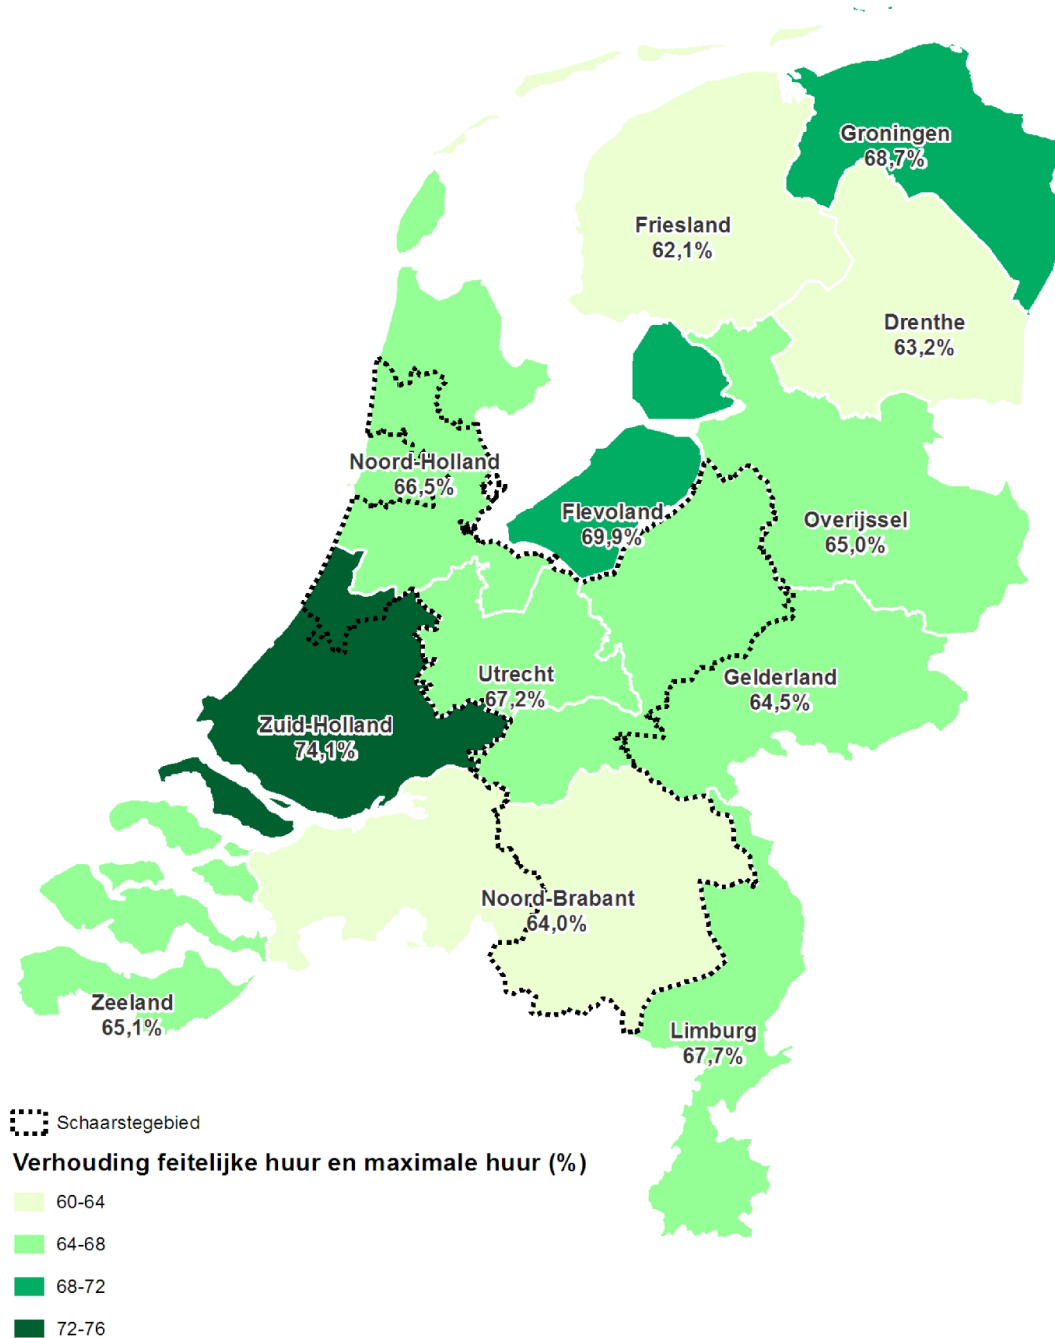 Groningen
68,7%
Friesland
62,1%
Drenthe
63,2%
Noord-Holland
66,5%
Flevoland
69,9%
Overijssel
65,0%
Utrecht
67,2%
Gelderland
64,5%
Zuid-Holland
74,1%
Noord-Brabant
64,0%
Zeeland
65,1%
Limburg
67,7%
Schaarstegebied
Verhouding feitelijke huur en maximale huur (%)
60-64
64-68
68-72
72-76